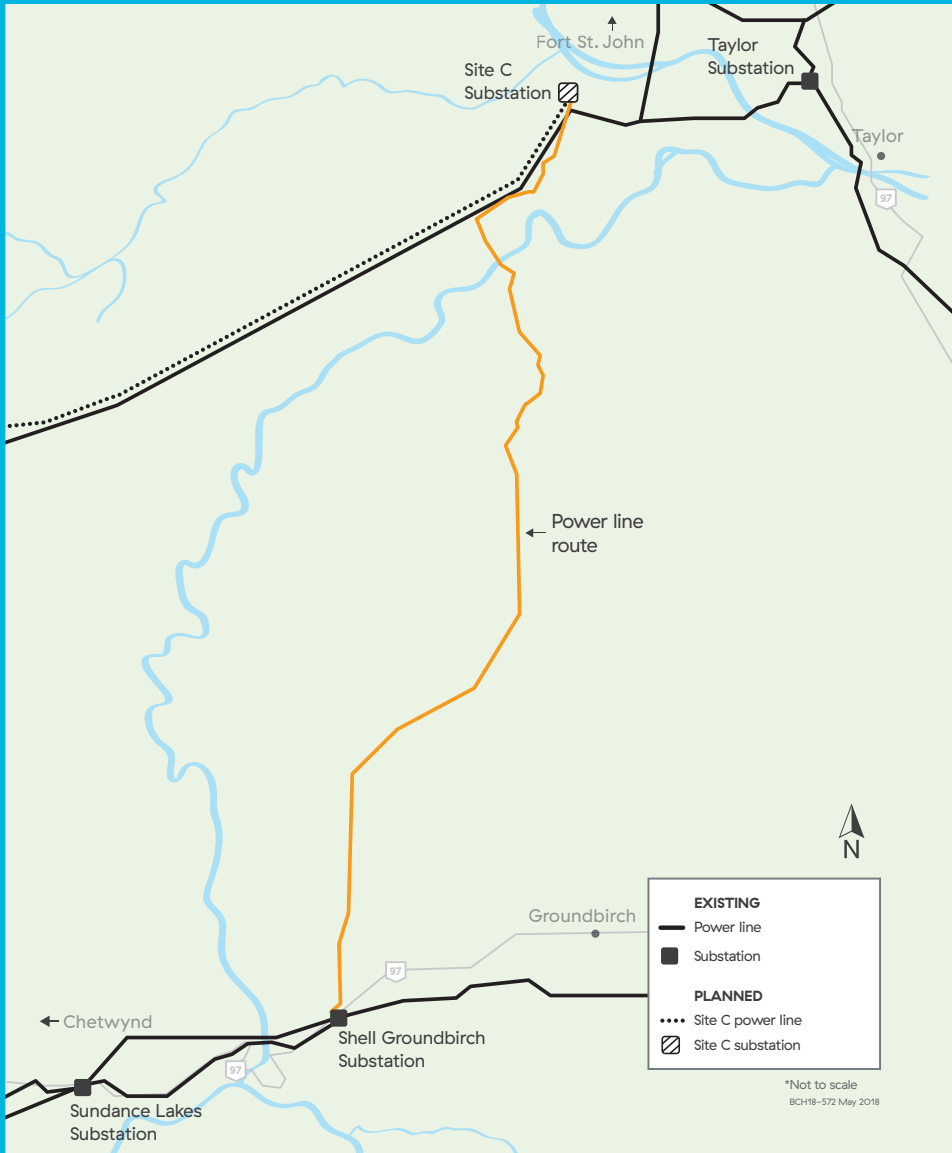 Fort St. John
Taylor
Substation
Site C
Substation
Taylor
97
Power line
route
N
Groundbirch
97
Chetwynd
Shell Groundbirch
Substation
97
Sundance Lakes
Substation
EXISTING
Power line
Substation
PLANNED
Site C power line
Site C substation
*Not to scale
BCH18-572 May 2018